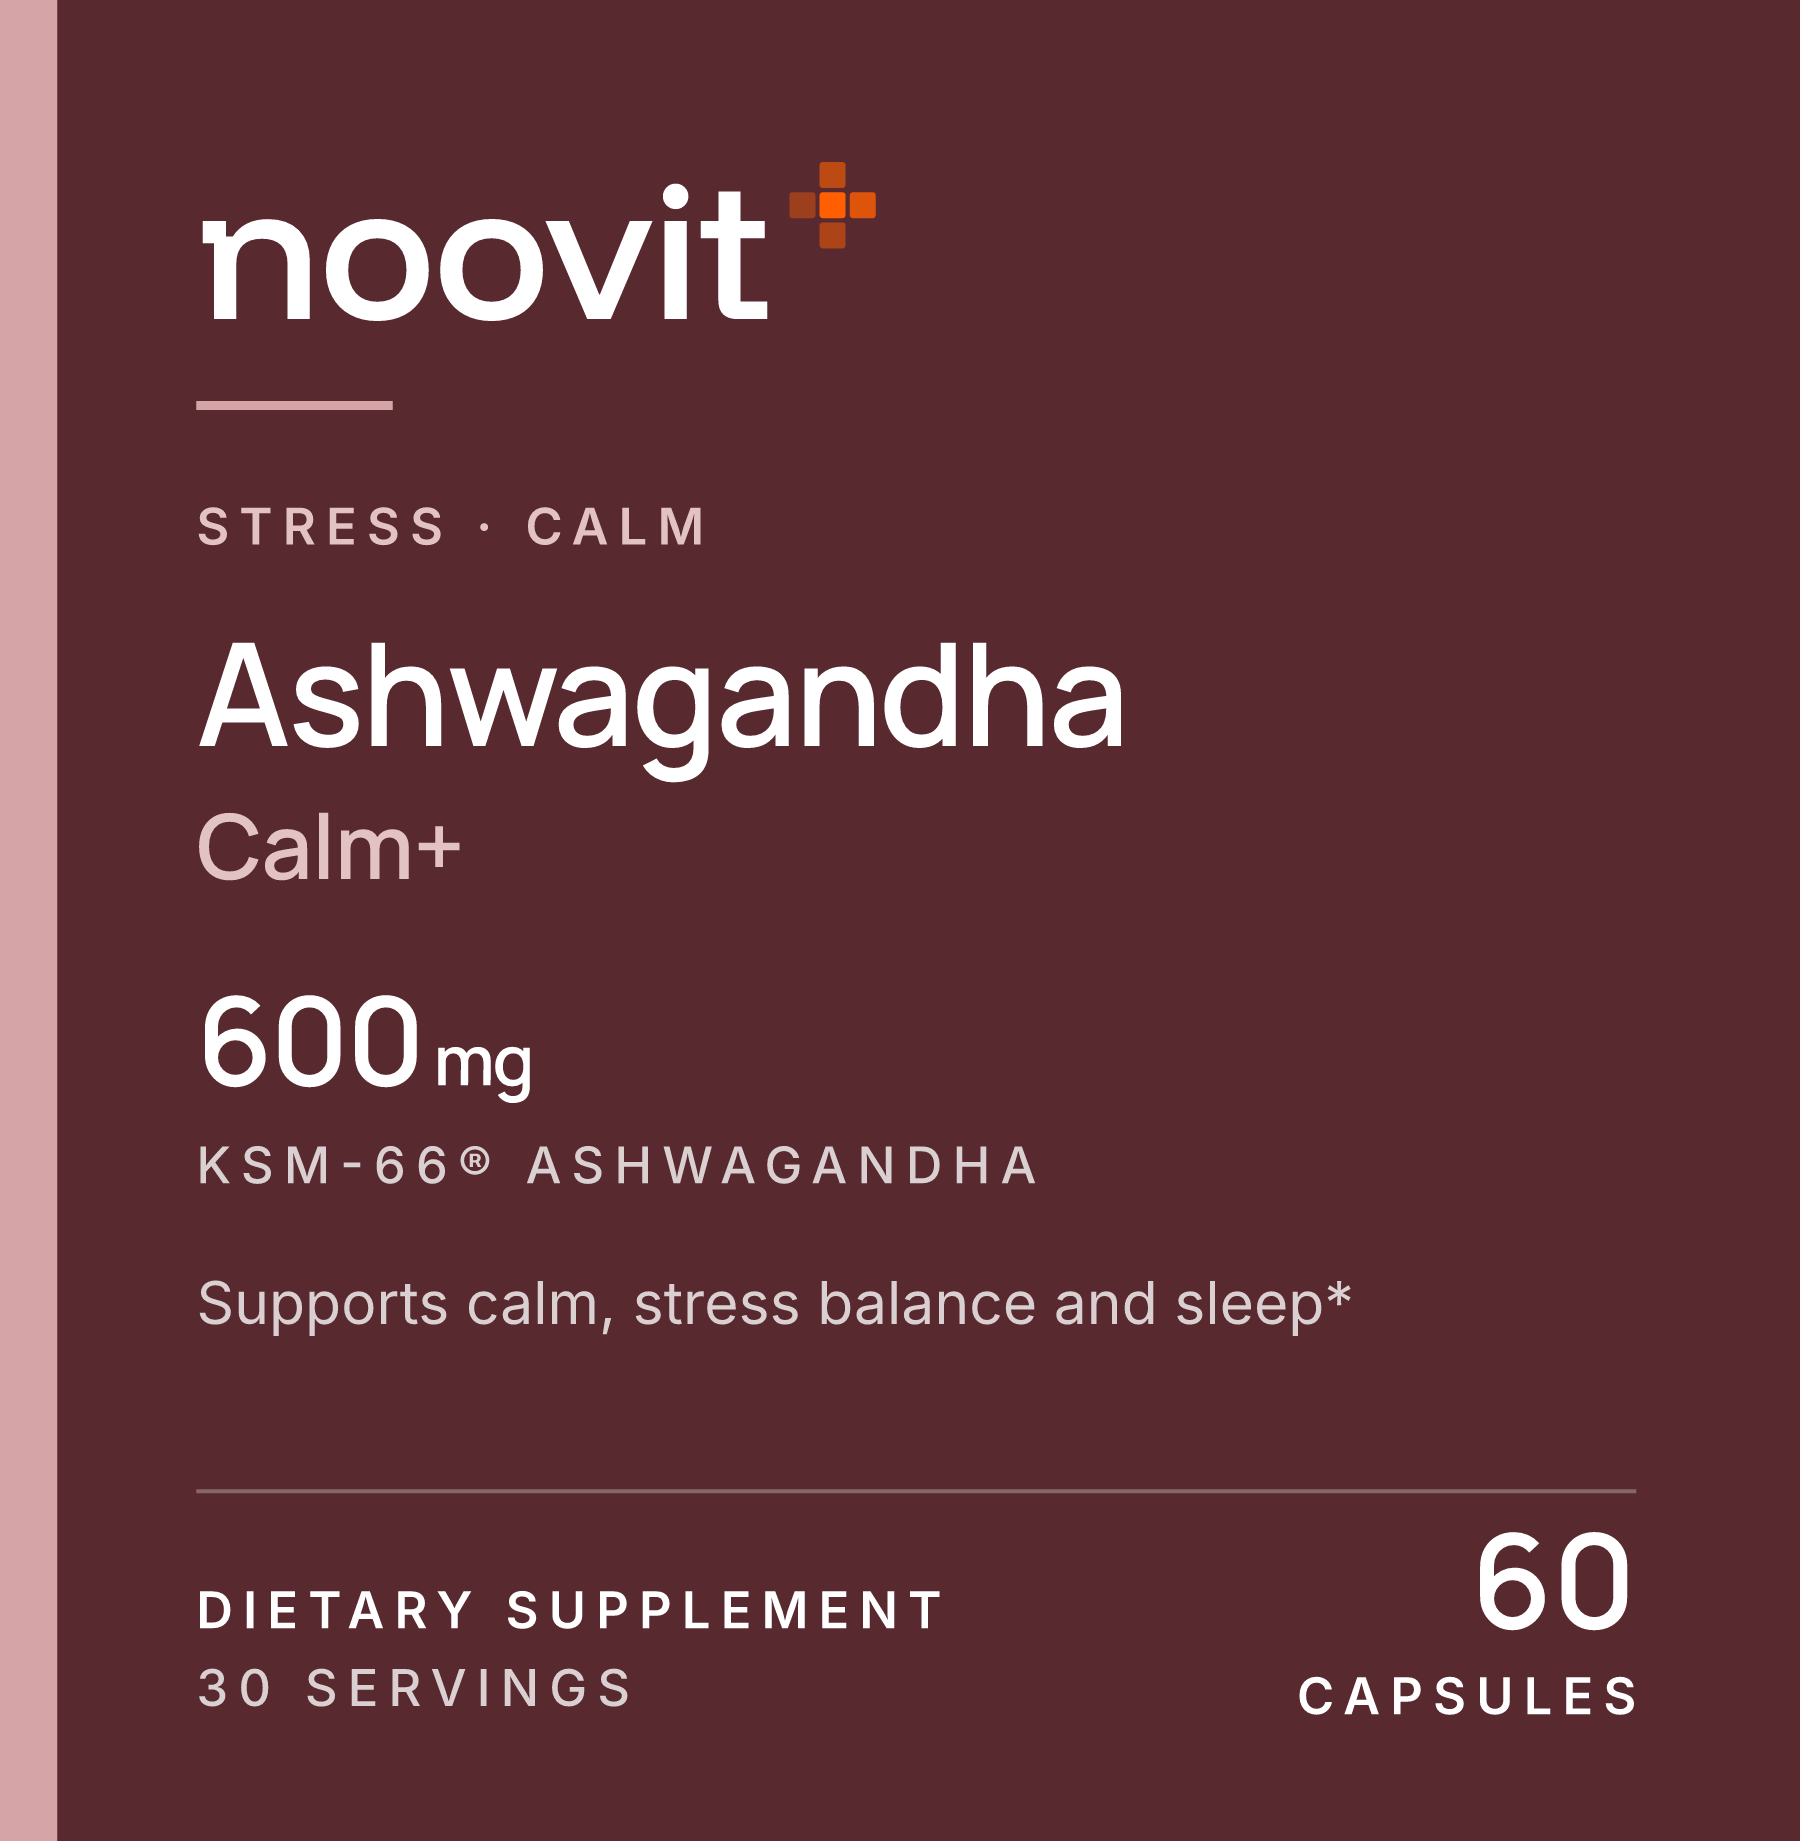 noovit
STRESS · CALM
Ashwagandha
Calm+
600 mg
KSM-66® ASHWAGANDHA
Supports calm, stress balance and sleep*
DIETARY SUPPLEMENT
30 SERVINGS
60
CAPSULES